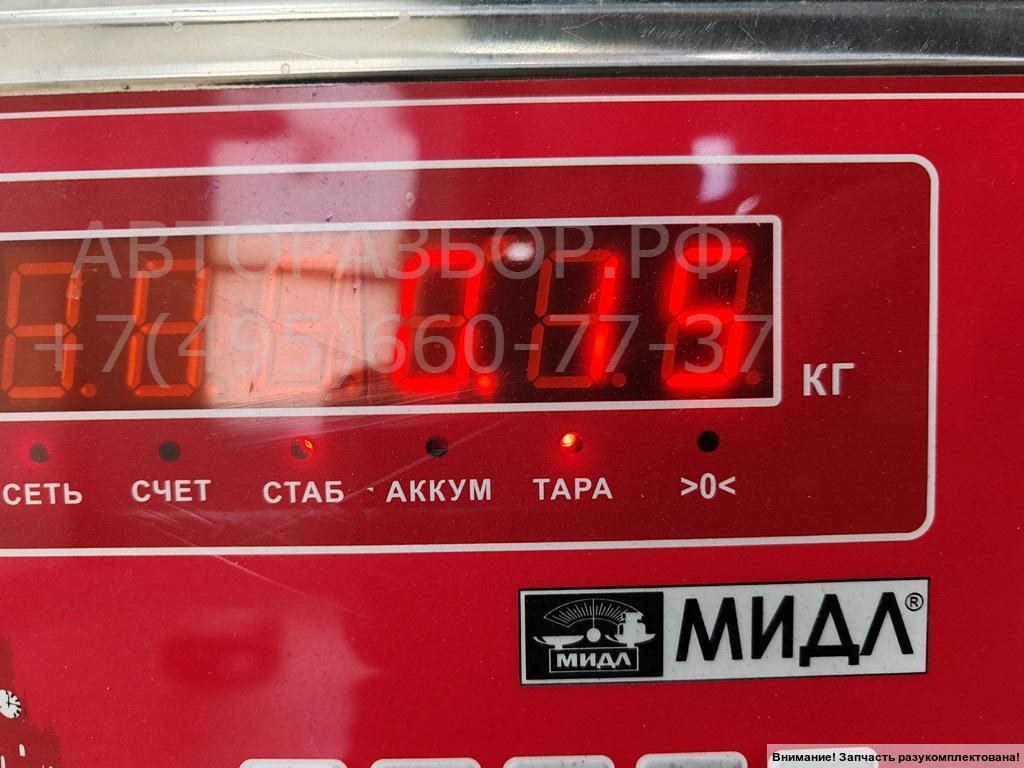 АВТОРАЗБОР.РФ
+7(495)660-77-37
0.15
КГ
СЕТЬ СЧЕТ СТАБ АККУМ ТАРА >0<
МИДЛ МИДЛ®
Внимание! Запчасть разукомплектована!